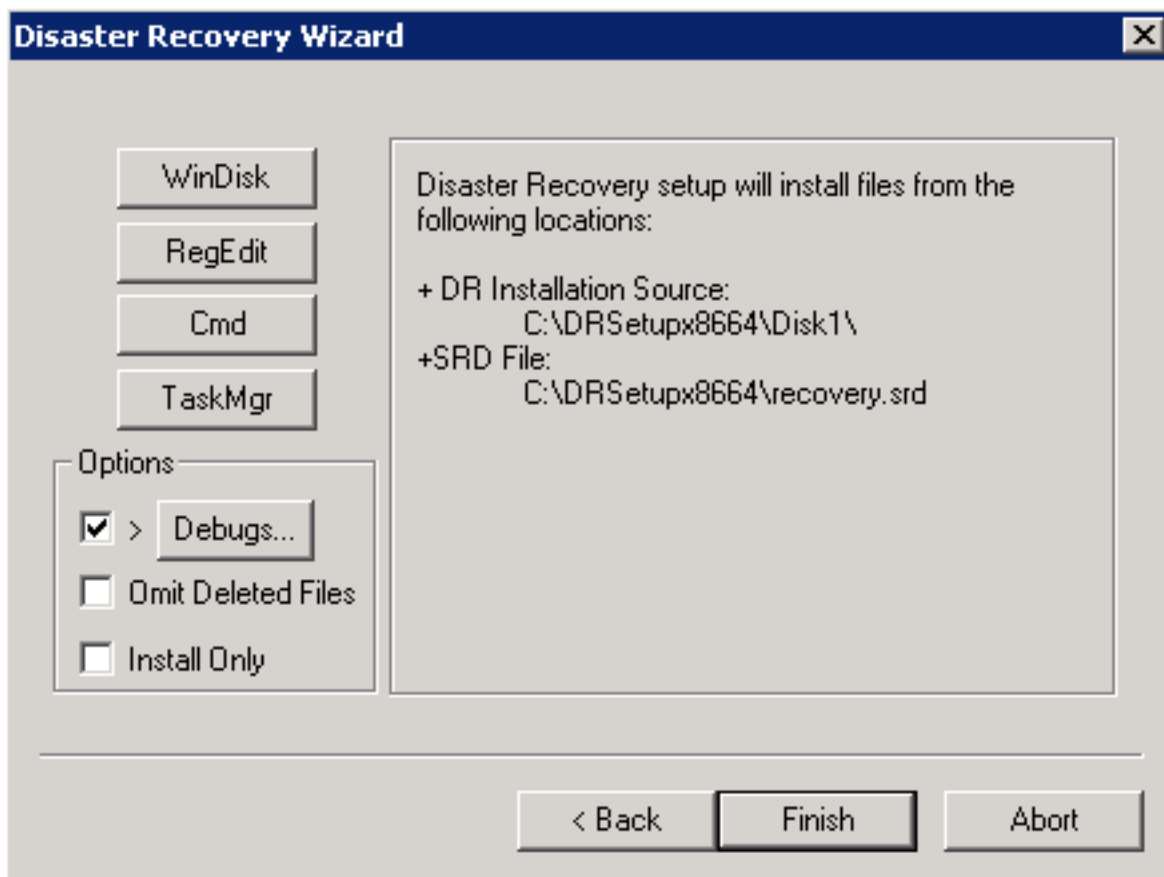 Disaster Recovery Wizard
WinDisk
RegEdit
Cmd
TaskMgr
Options
> Debugs...
Omit Deleted Files
Install Only
Disaster Recovery setup will install files from the
following locations:
+ DR Installation Source:
C:\DRSetupx8664\Disk1\
+SRD File:
C:\DRSetupx8664\recovery.srd
< Back
Finish
Abort